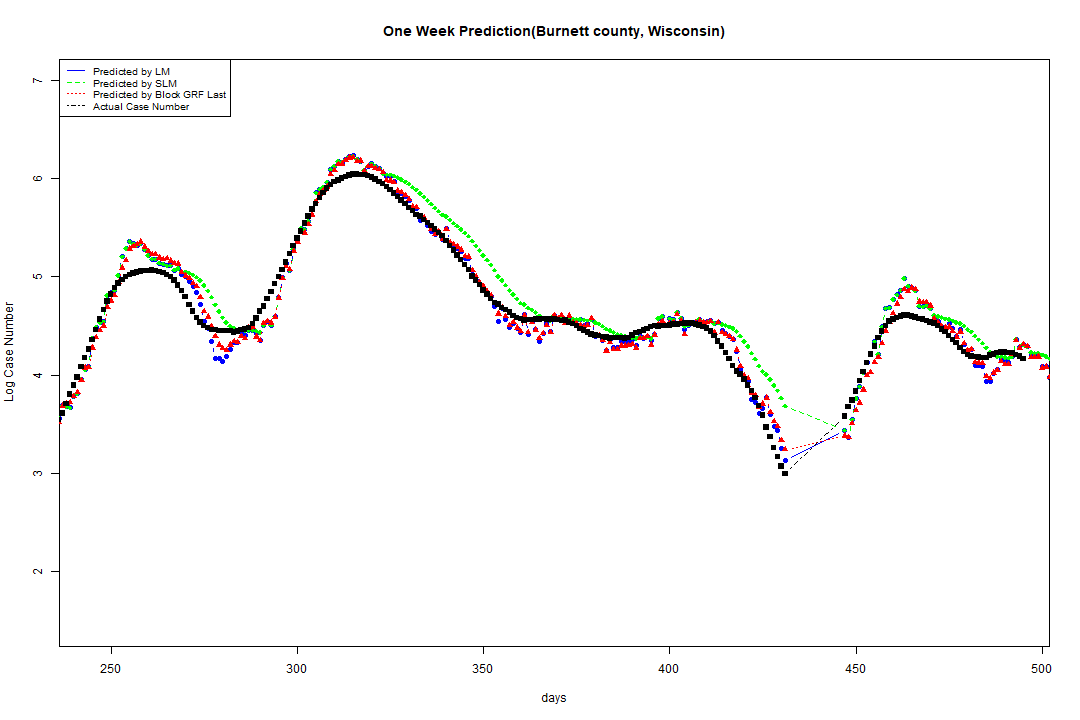 One Week Prediction(Burnett county, Wisconsin)
Predicted by LM
Predicted by SLM
Predicted by Block GRF Last
Actual Case Number
7
6
5
4
3
2
Log Case Number
250 300 350 400 450 500
days